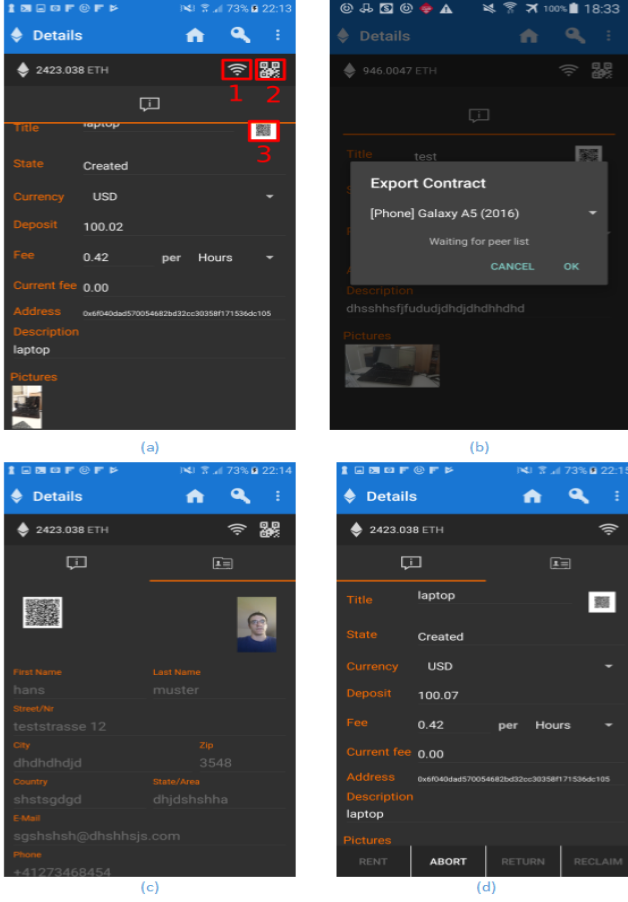 73% 22:13
Details
2423.038 ETH
1 2
Title laptop
3
State Created
Currency USD
Deposit 100.02
Fee 0.42 per Hours
Current fee 0.00
Address 0x6f040dad570054682bd32cc30358f171536dc105
Description
laptop
Pictures
(a)
100% 18:33
Details
946.0047 ETH
Title test
Export Contract
[Phone] Galaxy A5 (2016)
Waiting for peer list
CANCEL OK
Description
dhsshhsfjfududjdhdjdhdhhdhd
Pictures
(b)
73% 22:14
Details
2423.038 ETH
First Name Last Name
hans muster
Street/Nr
teststrasse 12
City Zip
dhdhdhdjd 3548
Country State/Area
shstsgdgd dhjdshshha
E-Mail
sgshshsh@dhshhsjs.com
Phone
+41273468454
(c)
73% 22:15
Details
2423.038 ETH
Title laptop
State Created
Currency USD
Deposit 100.07
Fee 0.42 per Hours
Current fee 0.00
Address 0x6f040dad570054682bd32cc30358f171536dc105
Description
laptop
Pictures
RENT ABORT RETURN RECLAIM
(d)